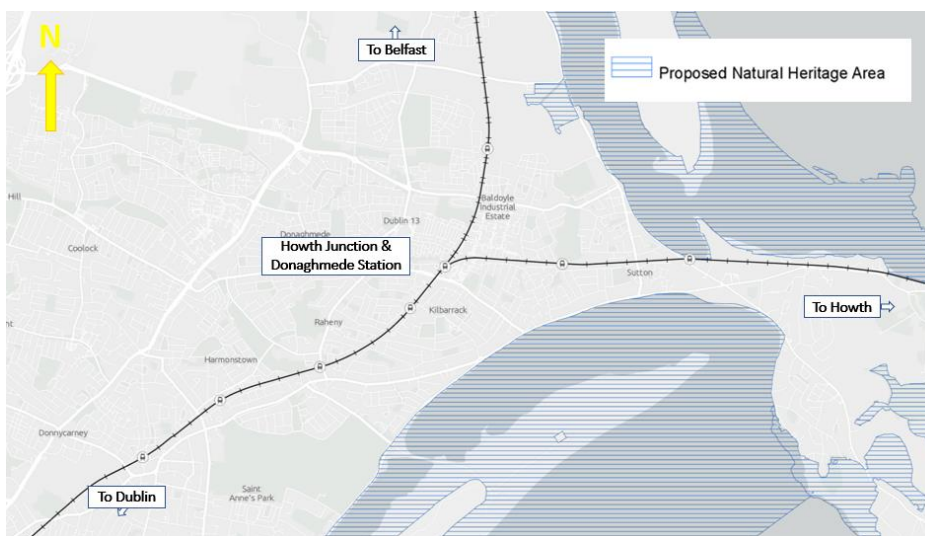 N
To Belfast
Proposed Natural Heritage Area
Hill
Coolock
Donaghmede
Dublin 13
Baldoyle
Industrial
Estate
Howth Junction &
Donaghmede Station
Sutton
To Howth
Kilbarrack
Raheny
nt
Harmonstown
Donnycarney
To Dublin
Saint
Anne's Park